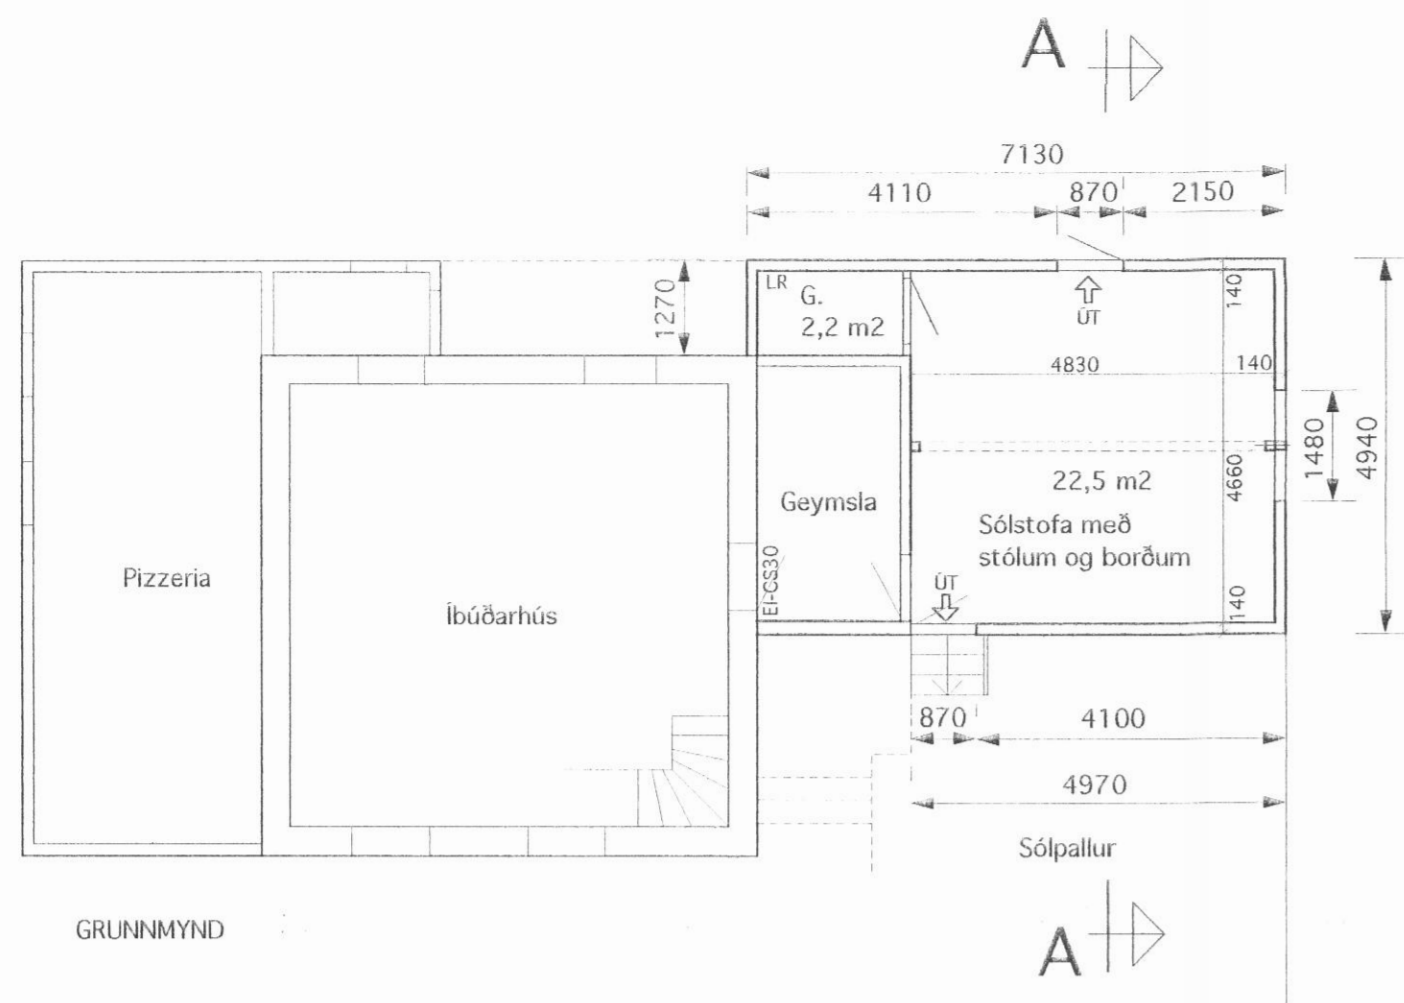 A
7130
4110
870
2150
LR
G.
2,2 m2
1270
ÚT
140
4830
140
1480
4940
22,5 m2
4660
Geymsla
Sólstofa með
stólum og borðum
EI-CS30
Pizzeria
Íbúðarhús
ÚT
140
870
4100
4970
Sólpallur
GRUNNMYND
A